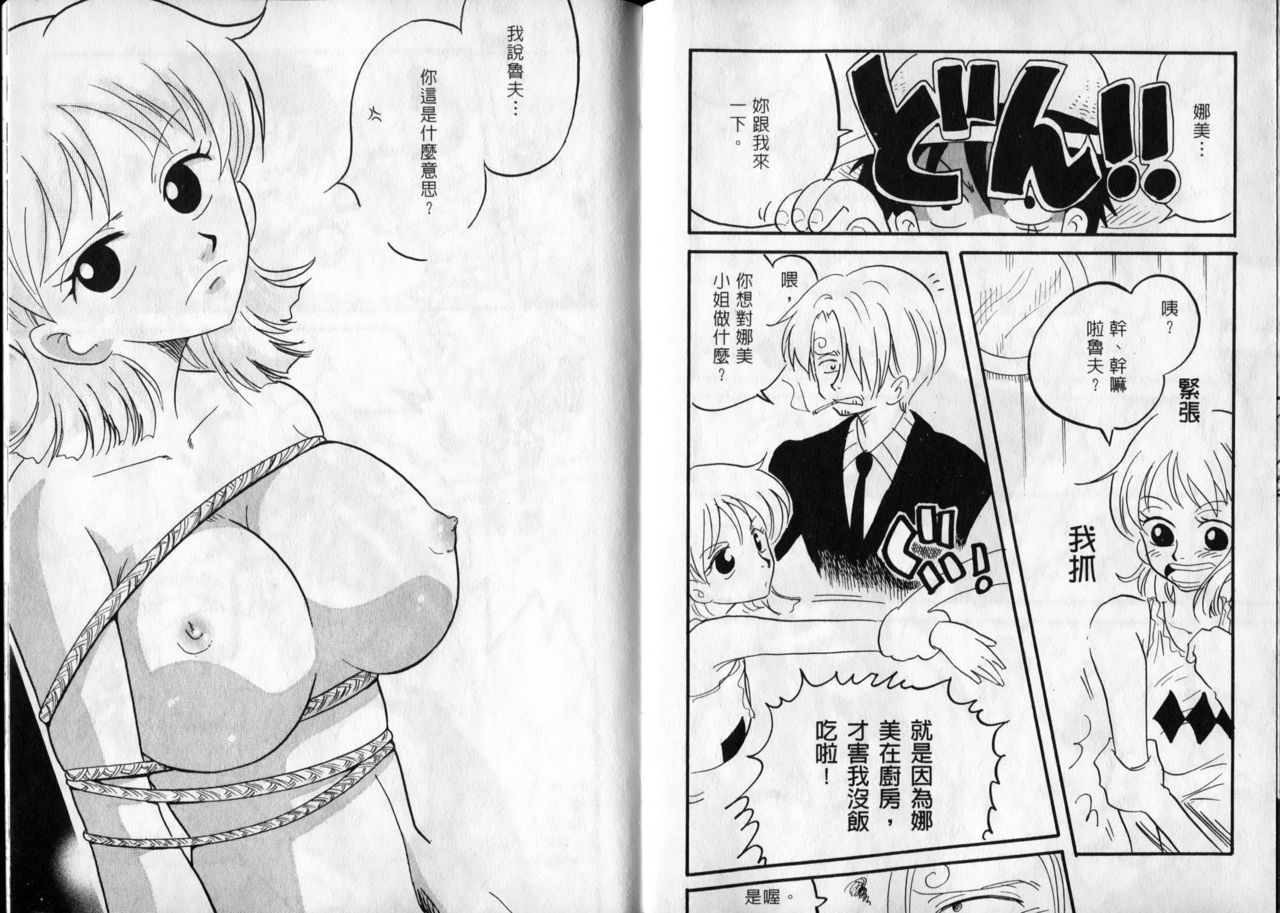 娜美…
どん!!
妳跟我來
一下。
咦？
幹、幹嘛
啦魯夫？
緊張
我抓
喂，
你想對娜美
小姐做什麼？
ぐいっ!
就是因為娜
美在廚房，
才害我沒飯
吃啦！
是喔。
我說魯夫…
你這是什麼意思？